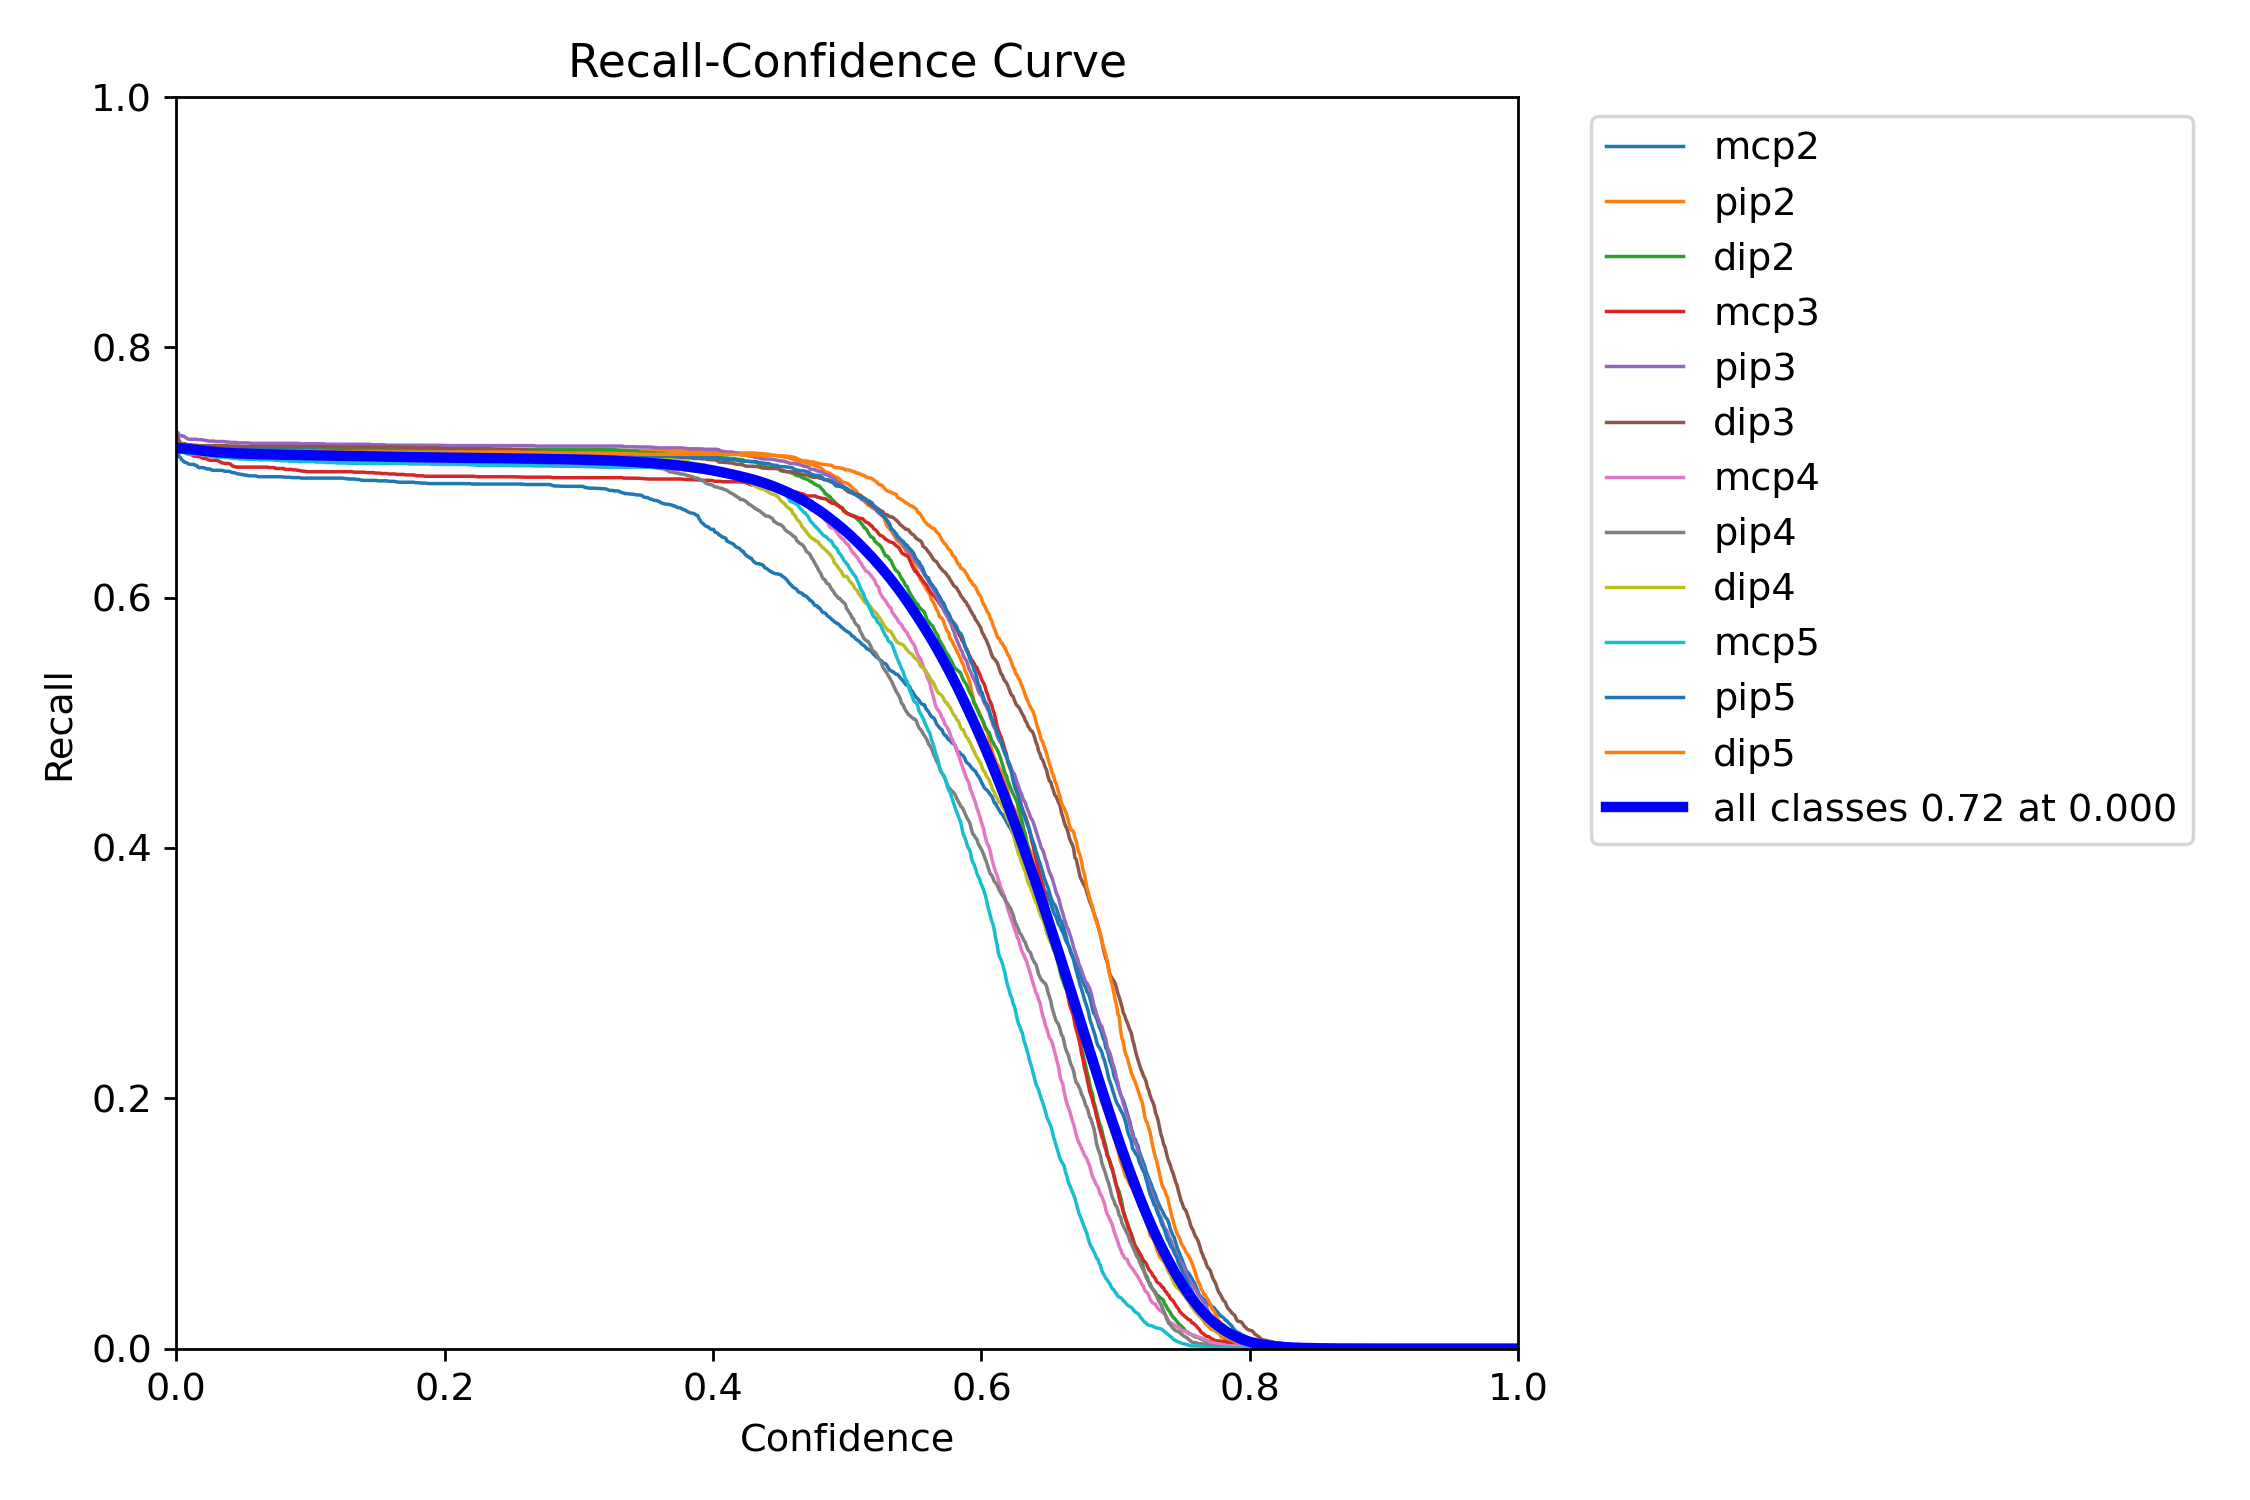 Recall-Confidence Curve
1.0
0.8
0.6
0.4
0.2
0.0
Recall
0.0 0.2 0.4 0.6 0.8 1.0
Confidence
mcp2
pip2
dip2
mcp3
pip3
dip3
mcp4
pip4
dip4
mcp5
pip5
dip5
all classes 0.72 at 0.000